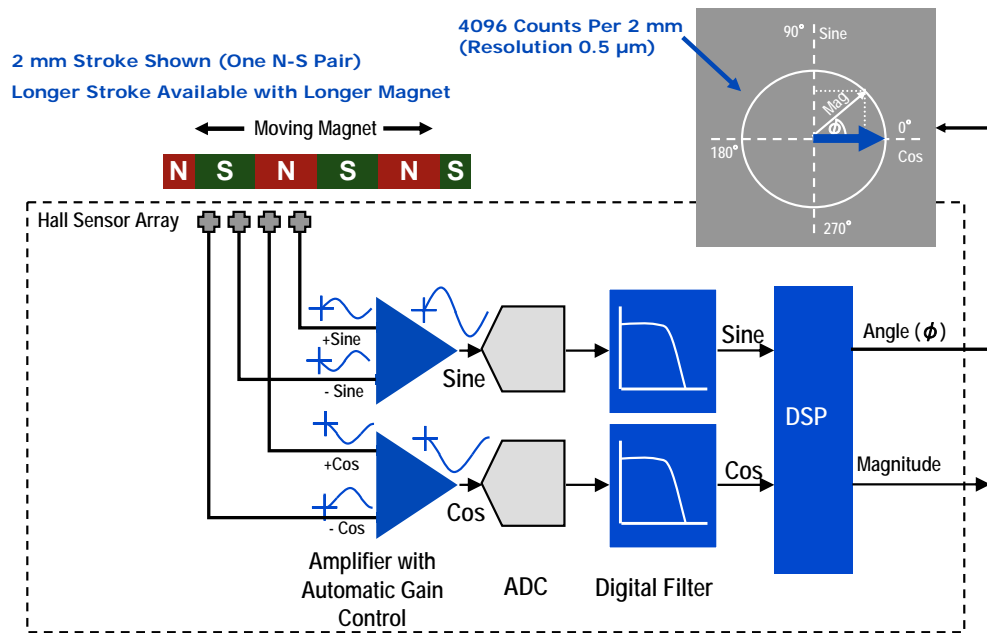 4096 Counts Per 2 mm
(Resolution 0.5 µm)
2 mm Stroke Shown (One N-S Pair)
Longer Stroke Available with Longer Magnet
90° Sine
Mag
ϕ
0°
Cos
180°
270°
Moving Magnet
N S N S N S
Hall Sensor Array
+Sine
- Sine
Sine
+Cos
- Cos
Cos
Sine
Cos
DSP
Angle (ϕ)
Magnitude
Amplifier with
Automatic Gain
Control
ADC
Digital Filter